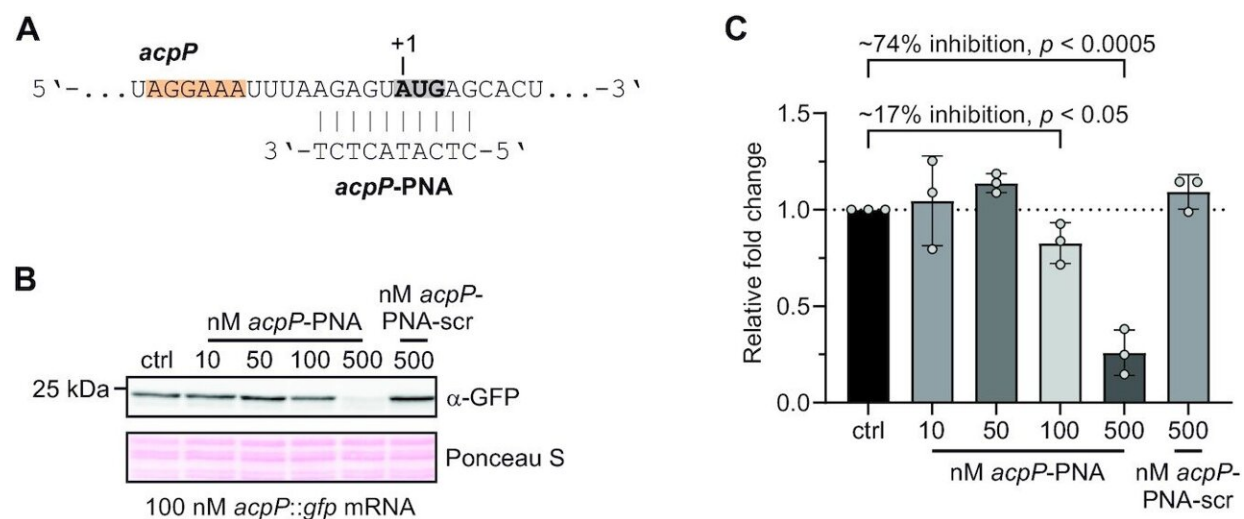 A
acpP
+1
5`-...UAGGAAAUUUAAGAGUAUGAGCACU...-3`
3`-TCTCATACTC-5`
acpP-PNA
B
nM acpP-PNA
nM acpP-
PNA-scr
ctrl 10 50 100 500 500
25 kDa
α-GFP
Ponceau S
100 nM acpP::gfp mRNA
C
~74% inhibition, p < 0.0005
~17% inhibition, p < 0.05
Relative fold change
1.5
1.0
0.5
0.0
ctrl 10 50 100 500 500
nM acpP-PNA
nM acpP-
PNA-scr